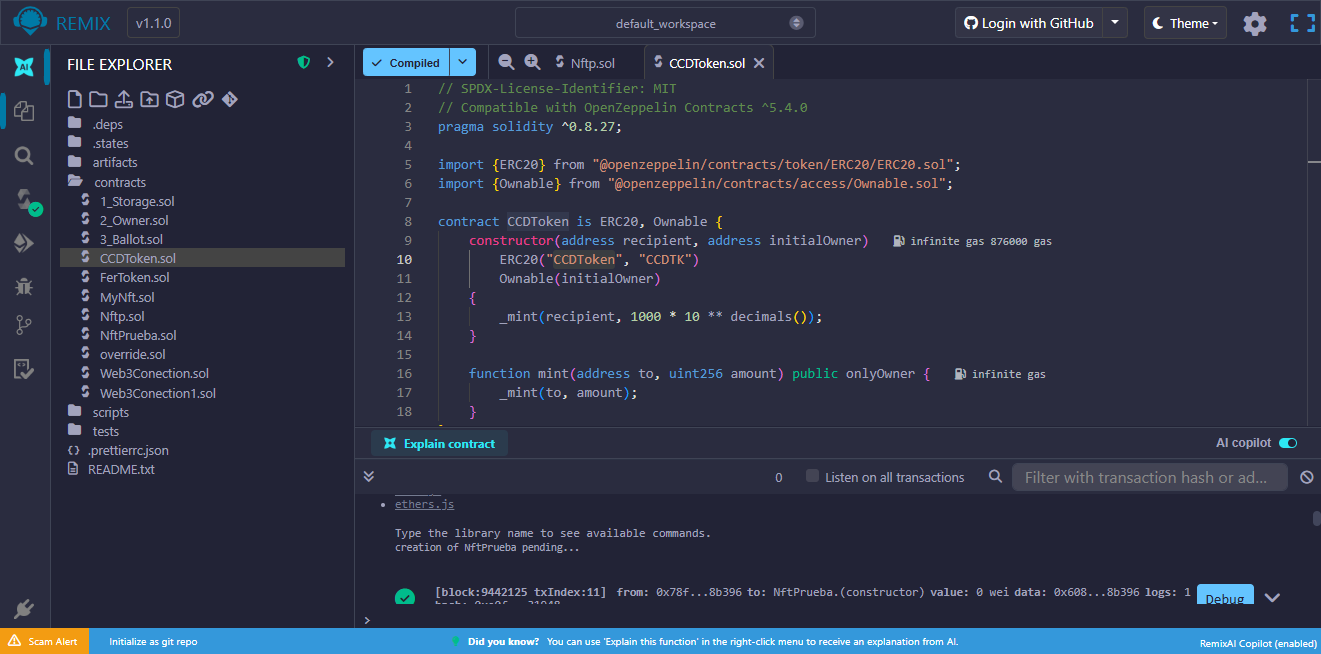 REMIX v1.1.0
default_workspace
Login with GitHub
Theme
AI
FILE EXPLORER
.deps
.states
artifacts
contracts
1_Storage.sol
2_Owner.sol
3_Ballot.sol
CCDToken.sol
FerToken.sol
MyNft.sol
Nftp.sol
NftPrueba.sol
override.sol
Web3Conection.sol
Web3Conection1.sol
scripts
tests
.prettierrc.json
README.txt
Compiled
Nftp.sol
CCDToken.sol
1 // SPDX-License-Identifier: MIT
2 // Compatible with OpenZeppelin Contracts ^5.4.0
3 pragma solidity ^0.8.27;
4
5 import {ERC20} from "@openzeppelin/contracts/token/ERC20/ERC20.sol";
6 import {Ownable} from "@openzeppelin/contracts/access/Ownable.sol";
7
8 contract CCDToken is ERC20, Ownable {
9 constructor(address recipient, address initialOwner) infinite gas 876000 gas
10 ERC20("CCDToken", "CCDTK")
11 Ownable(initialOwner)
12 {
13 _mint(recipient, 1000 * 10 ** decimals());
14 }
15
16 function mint(address to, uint256 amount) public onlyOwner { infinite gas
17 _mint(to, amount);
18 }
Explain contract
AI copilot
0
Listen on all transactions
Filter with transaction hash or ad...
• ethers.js
Type the library name to see available commands.
creation of NftPrueba pending...
[block:9442125 txIndex:11] from: 0x78f...8b396 to: NftPrueba.(constructor) value: 0 wei data: 0x608...8b396 logs: 1
Debug
>
Scam Alert
Initialize as git repo
Did you know? You can use 'Explain this function' in the right-click menu to receive an explanation from AI.
RemixAI Copilot (enabled)